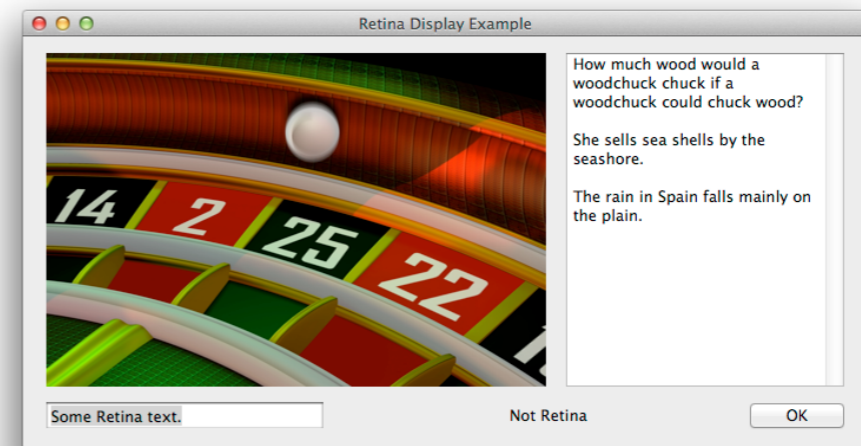 Retina Display Example
14 2 25 22
How much wood would a
woodchuck chuck if a
woodchuck could chuck wood?
She sells sea shells by the
seashore.
The rain in Spain falls mainly on
the plain.
Some Retina text.
Not Retina
OK